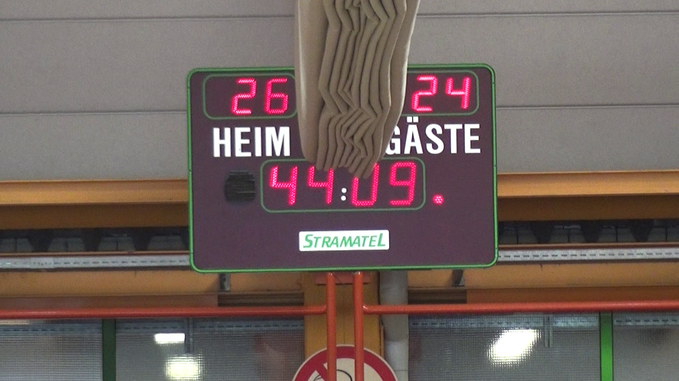 26 24
HEIM GÄSTE
44:09
STRAMATEL